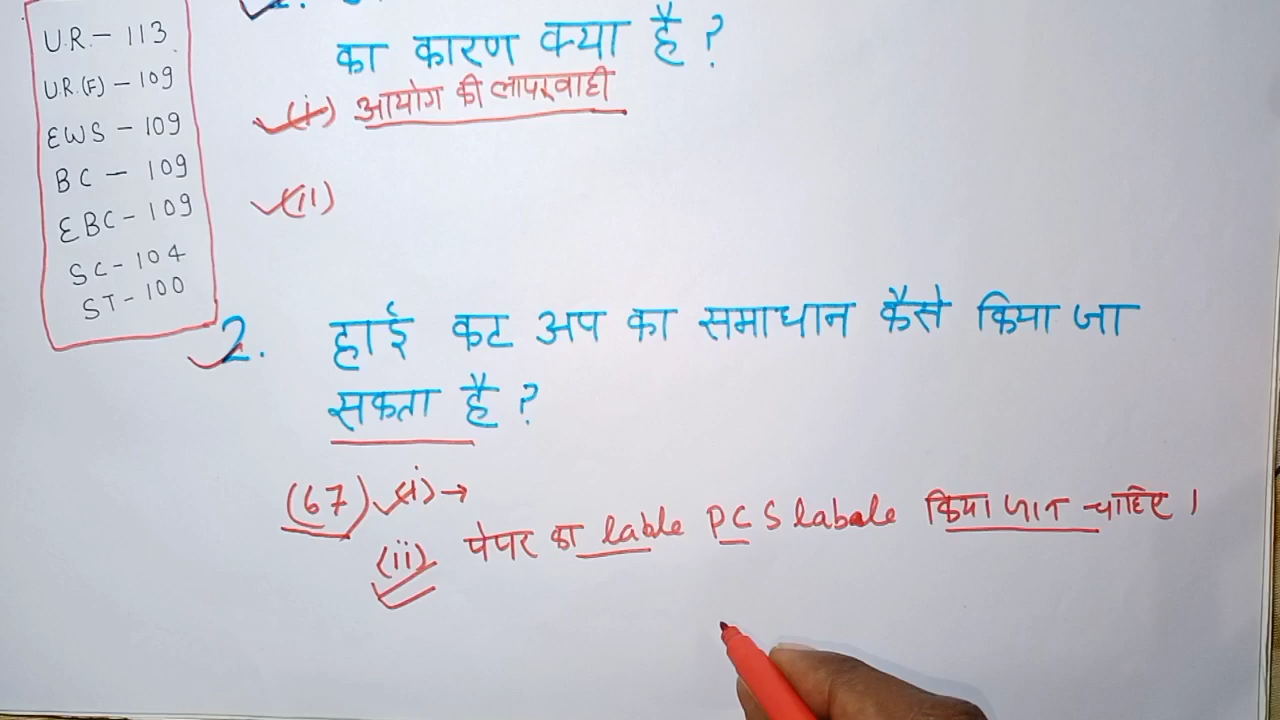 U.R. - 113
U.R.(F) - 109
EWS - 109
BC - 109
EBC - 109
SC - 104
ST - 100
का कारण क्या है ?
(i) आयोग की लापरवाही
(ii)
2. हाई कट अप का समाधान कैसे किया जा
सकता है ?
(67) (i) →
(ii) पेपर का lable PCS labale किया जान चाहिए ।